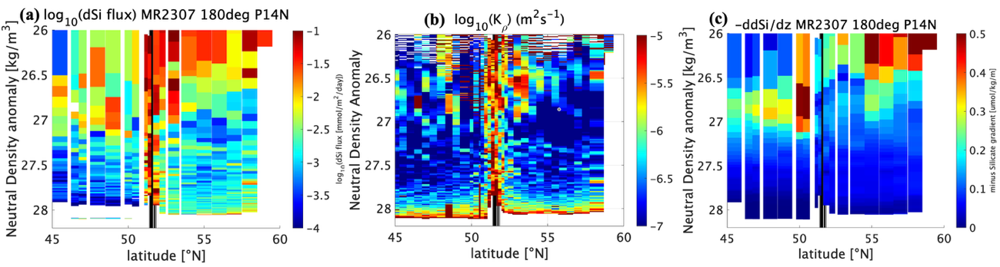 (a) log10(dSi flux) MR2307 180deg P14N
Neutral Density anomaly [kg/m3)
26
26.5
27
27.5
28
45 50 55 60
latitude [°N]
-1
-1.5
-2
-2.5
-3
-3.5
-4
log10(dSi flux [mmol/m2/day])
(b) log10(Kρ) (m2s-1)
Neutral Density Anomaly
26
26.5
27
27.5
28
45 50 55 60
latitude [°N]
-5
-5.5
-6
-6.5
-7
(c) -ddSi/dz MR2307 180deg P14N
Neutral Density anomaly [kg/m3)
26
26.5
27
27.5
28
45 50 55 60
latitude [°N]
0.5
0.4
0.3
0.2
0.1
0
minus Silicate gradient [umol/kg/m]